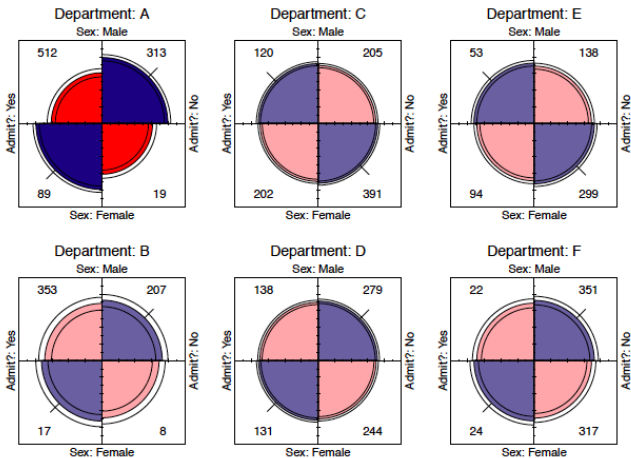 Department: A
Sex: Male
512 313
Admit?: Yes
Admit?: No
89 19
Sex: Female
Department: C
Sex: Male
120 205
Admit?: Yes
Admit?: No
202 391
Sex: Female
Department: E
Sex: Male
53 138
Admit?: Yes
Admit?: No
94 299
Sex: Female
Department: B
Sex: Male
353 207
Admit?: Yes
Admit?: No
17 8
Sex: Female
Department: D
Sex: Male
138 279
Admit?: Yes
Admit?: No
131 244
Sex: Female
Department: F
Sex: Male
22 351
Admit?: Yes
Admit?: No
24 317
Sex: Female